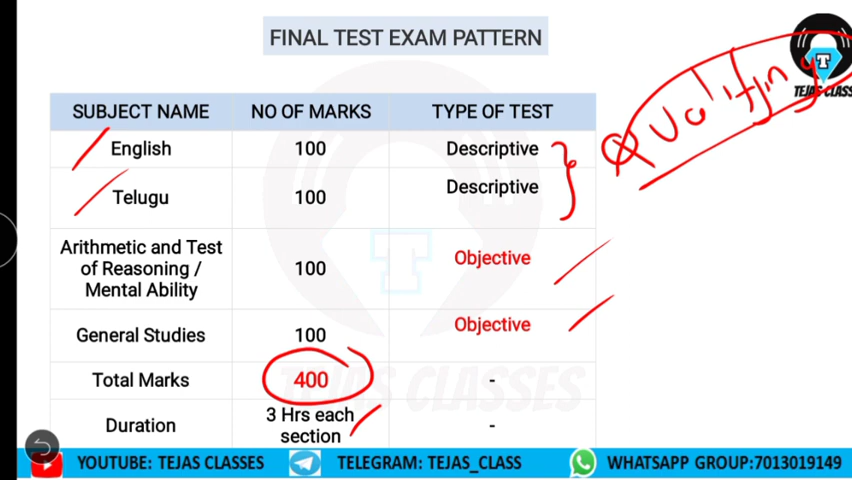 FINAL TEST EXAM PATTERN
T
TEJAS CLASS
Qualifying
SUBJECT NAME NO OF MARKS TYPE OF TEST
English 100 Descriptive
Telugu 100 Descriptive
Arithmetic and Test
of Reasoning /
Mental Ability
100 Objective
General Studies 100 Objective
Total Marks 400 -
Duration 3 Hrs each
section -
T
TEJAS CLASSES
YOUTUBE: TEJAS CLASSES TELEGRAM: TEJAS_CLASS WHATSAPP GROUP:7013019149